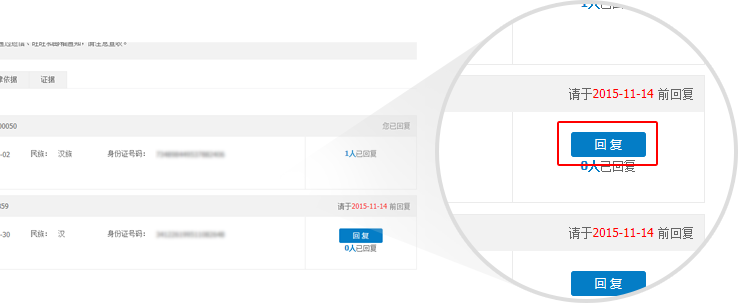 律依据 证据
00050 您已回复
-02 民族： 汉族 身份证号码： 1人已回复
859 请于2015-11-14 前回复
-30 民族： 汉 身份证号码： 回 复
0人已回复
1人已回复
请于2015-11-14 前回复
回 复
0人已回复
请于2015-11-14 前回复
回 复